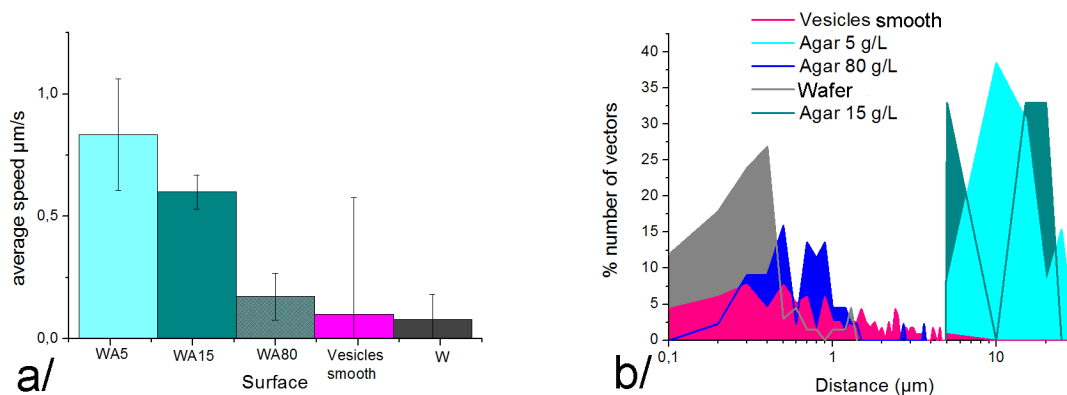 average speed µm/s
1,0
0,5
0,0
WA5
WA15
WA80
Vesicles
smooth
W
Surface
a/
Vesicles smooth
Agar 5 g/L
Agar 80 g/L
Wafer
Agar 15 g/L
% number of vectors
40
35
30
25
20
15
10
5
0
0,1
1
10
Distance (µm)
b/